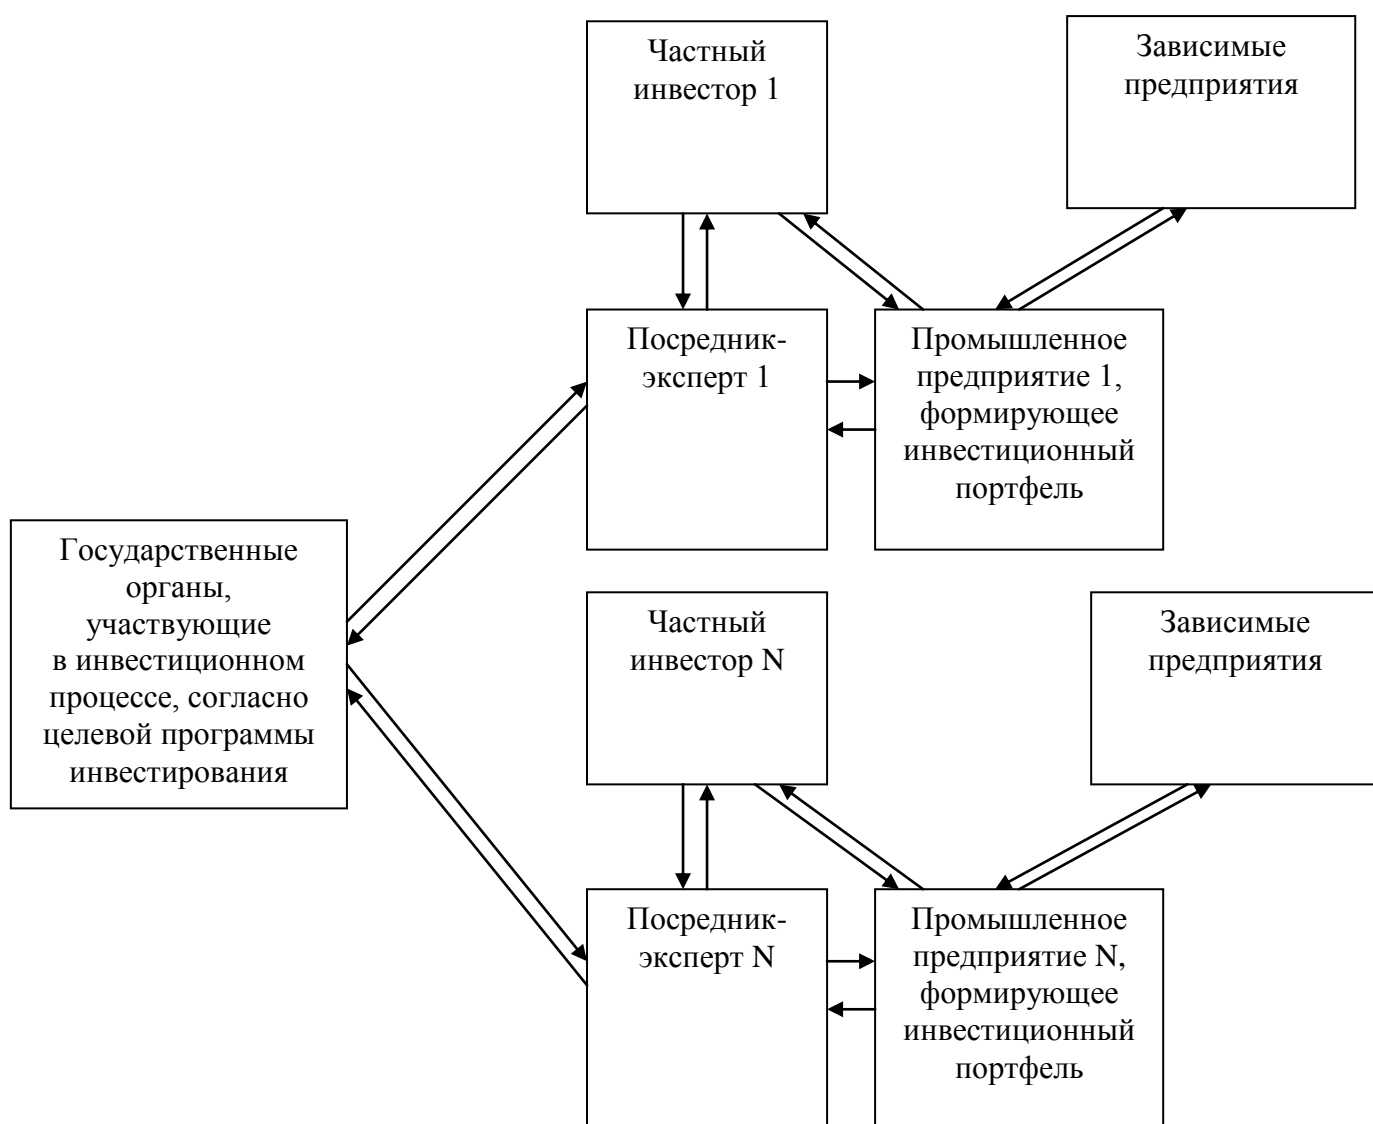 Частный
инвестор 1
Зависимые
предприятия
Посредник-
эксперт 1
Промышленное
предприятие 1,
формирующее
инвестиционный
портфель
Государственные
органы,
участвующие
в инвестиционном
процессе, согласно
целевой программы
инвестирования
Частный
инвестор N
Зависимые
предприятия
Посредник-
эксперт N
Промышленное
предприятие N,
формирующее
инвестиционный
портфель